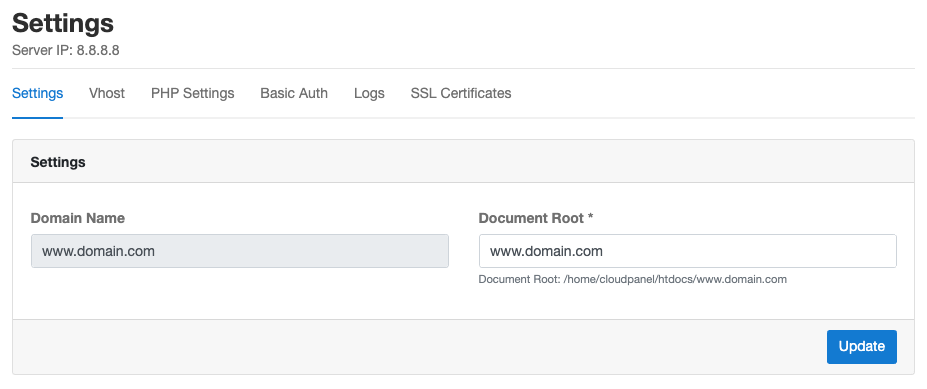 Settings
Server IP: 8.8.8.8
Settings Vhost PHP Settings Basic Auth Logs SSL Certificates
Settings
Domain Name Document Root *
www.domain.com www.domain.com
Document Root: /home/cloudpanel/htdocs/www.domain.com
Update